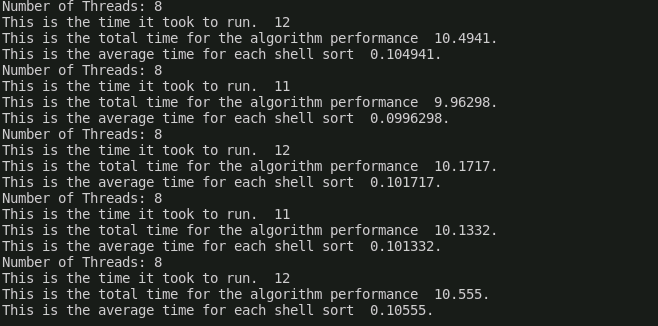 Number of Threads: 8
This is the time it took to run.  12
This is the total time for the algorithm performance  10.4941.
This is the average time for each shell sort  0.104941.
Number of Threads: 8
This is the time it took to run.  11
This is the total time for the algorithm performance  9.96298.
This is the average time for each shell sort  0.0996298.
Number of Threads: 8
This is the time it took to run.  12
This is the total time for the algorithm performance  10.1717.
This is the average time for each shell sort  0.101717.
Number of Threads: 8
This is the time it took to run.  11
This is the total time for the algorithm performance  10.1332.
This is the average time for each shell sort  0.101332.
Number of Threads: 8
This is the time it took to run.  12
This is the total time for the algorithm performance  10.555.
This is the average time for each shell sort  0.10555.